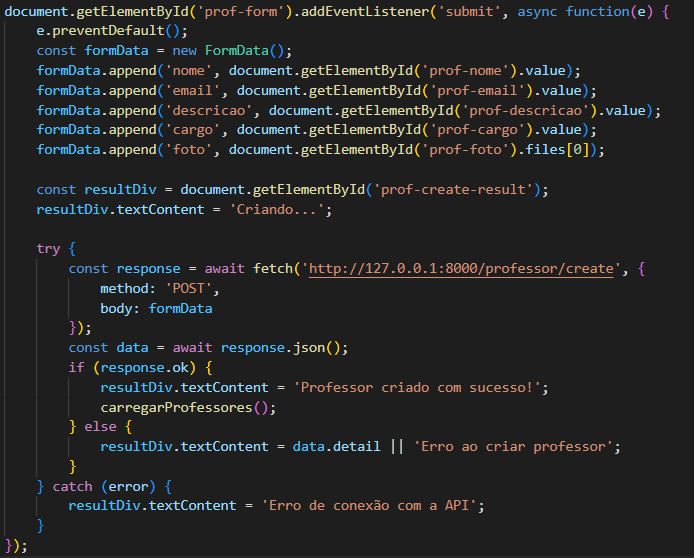 document.getElementById('prof-form').addEventListener('submit', async function(e) {
    e.preventDefault();
    const formData = new FormData();
    formData.append('nome', document.getElementById('prof-nome').value);
    formData.append('email', document.getElementById('prof-email').value);
    formData.append('descricao', document.getElementById('prof-descricao').value);
    formData.append('cargo', document.getElementById('prof-cargo').value);
    formData.append('foto', document.getElementById('prof-foto').files[0]);

    const resultDiv = document.getElementById('prof-create-result');
    resultDiv.textContent = 'Criando...';

    try {
        const response = await fetch('http://127.0.0.1:8000/professor/create', {
            method: 'POST',
            body: formData
        });
        const data = await response.json();
        if (response.ok) {
            resultDiv.textContent = 'Professor criado com sucesso!';
            carregarProfessores();
        } else {
            resultDiv.textContent = data.detail || 'Erro ao criar professor';
        }
    } catch (error) {
        resultDiv.textContent = 'Erro de conexão com a API';
    }
});